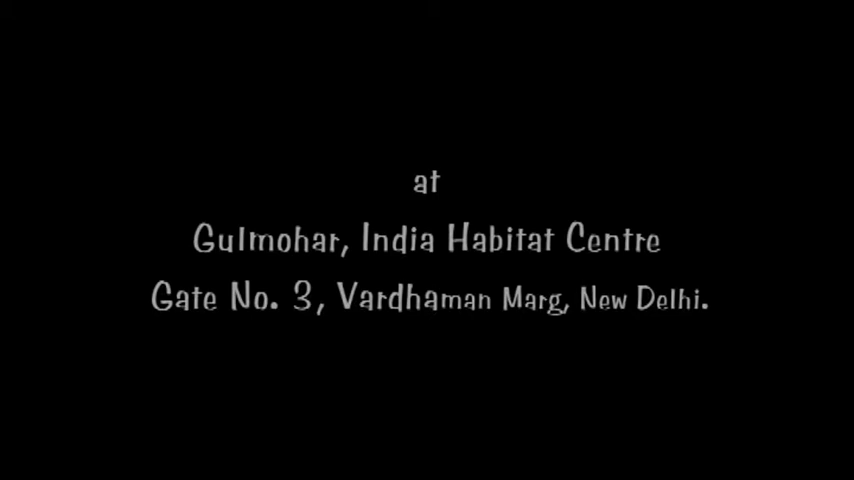 at
Gulmohar, India Habitat Centre
Gate No. 3, Vardhaman Marg, New Delhi.